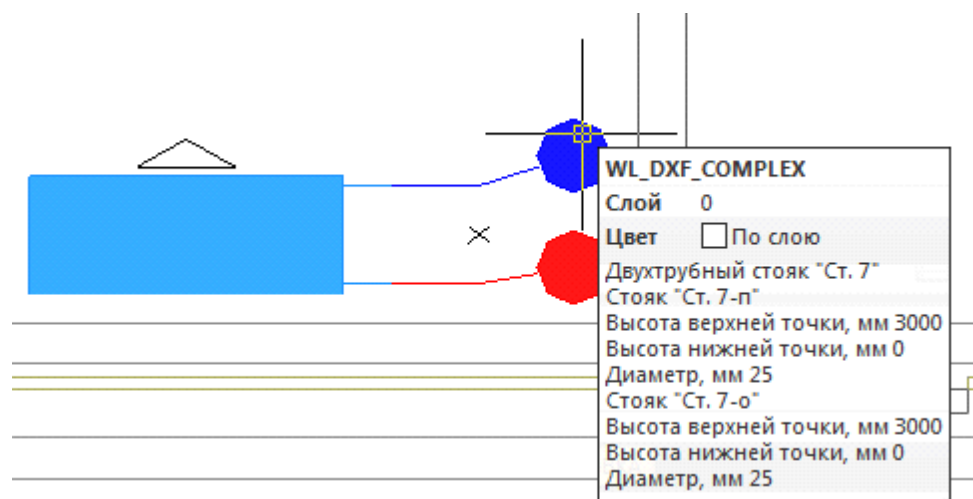 WL_DXF_COMPLEX
Слой 0
Цвет По слою
Двухтрубный стояк "Ст. 7"
Стояк "Ст. 7-п"
Высота верхней точки, мм 3000
Высота нижней точки, мм 0
Диаметр, мм 25
Стояк "Ст. 7-о"
Высота верхней точки, мм 3000
Высота нижней точки, мм 0
Диаметр, мм 25